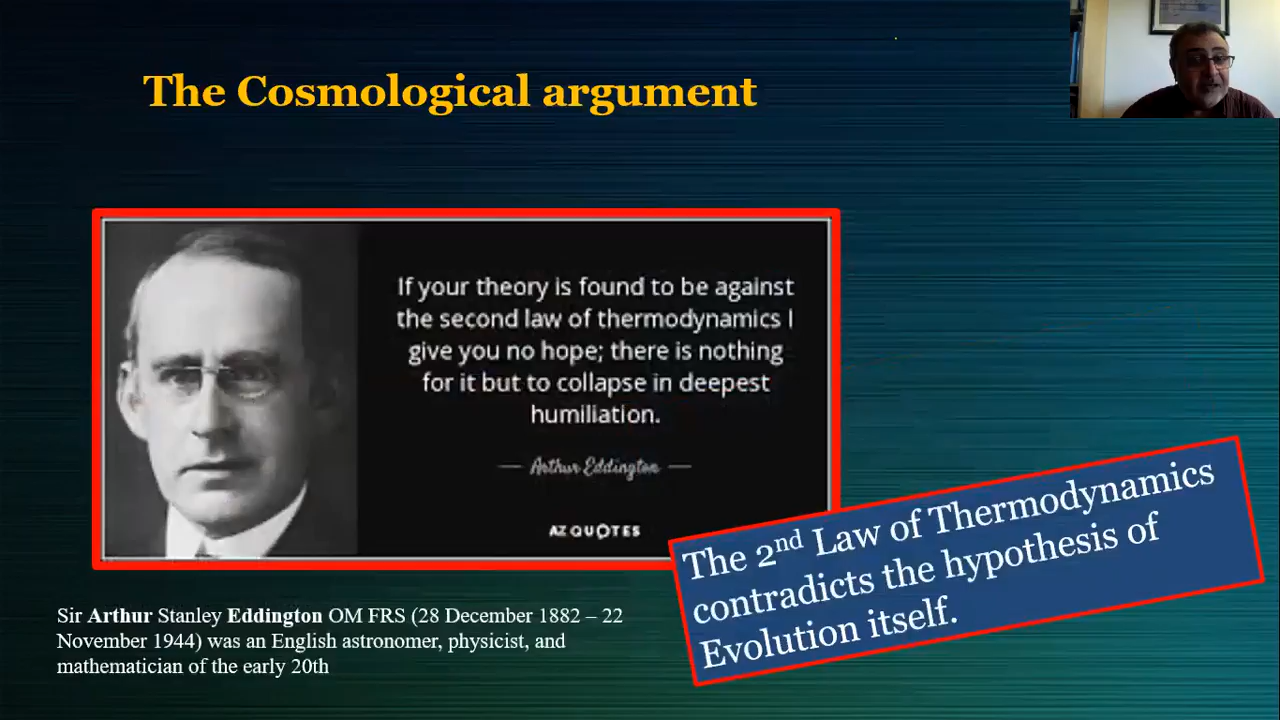 The Cosmological argument
If your theory is found to be against
the second law of thermodynamics I
give you no hope; there is nothing
for it but to collapse in deepest
humiliation.
— Arthur Eddington —
AZ QUOTES
The 2nd Law of Thermodynamics
contradicts the hypothesis of
Evolution itself.
Sir Arthur Stanley Eddington OM FRS (28 December 1882 – 22
November 1944) was an English astronomer, physicist, and
mathematician of the early 20th